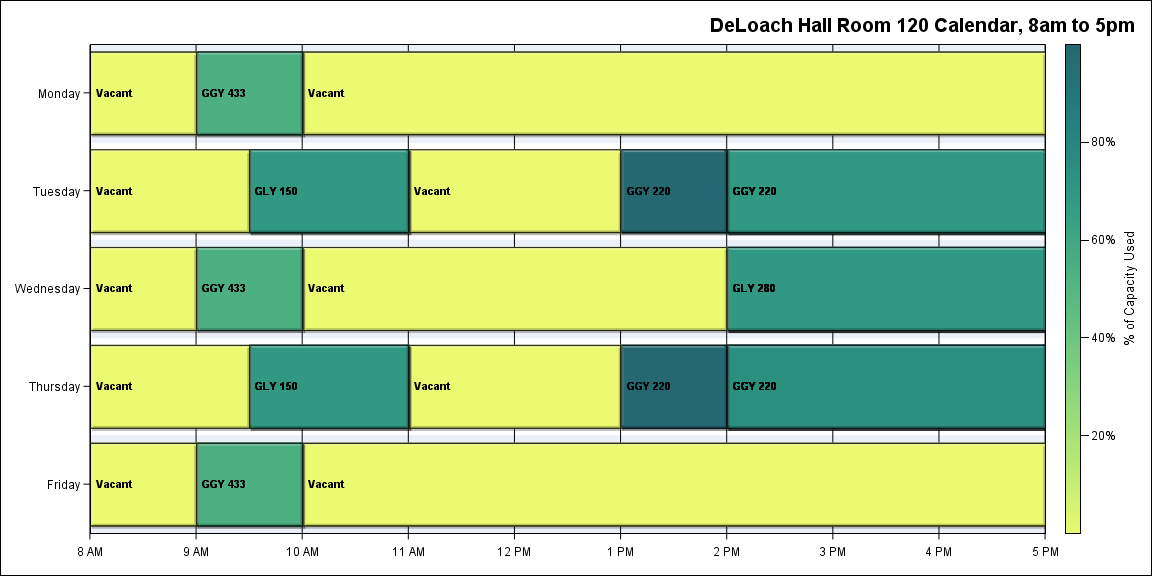 DeLoach Hall Room 120 Calendar, 8am to 5pm
Monday
Vacant
GGY 433
Vacant
Tuesday
Vacant
GLY 150
Vacant
GGY 220
GGY 220
Wednesday
Vacant
GGY 433
Vacant
GLY 280
Thursday
Vacant
GLY 150
Vacant
GGY 220
GGY 220
Friday
Vacant
GGY 433
Vacant
8 AM
9 AM
10 AM
11 AM
12 PM
1 PM
2 PM
3 PM
4 PM
5 PM
80%
60%
40%
20%
% of Capacity Used